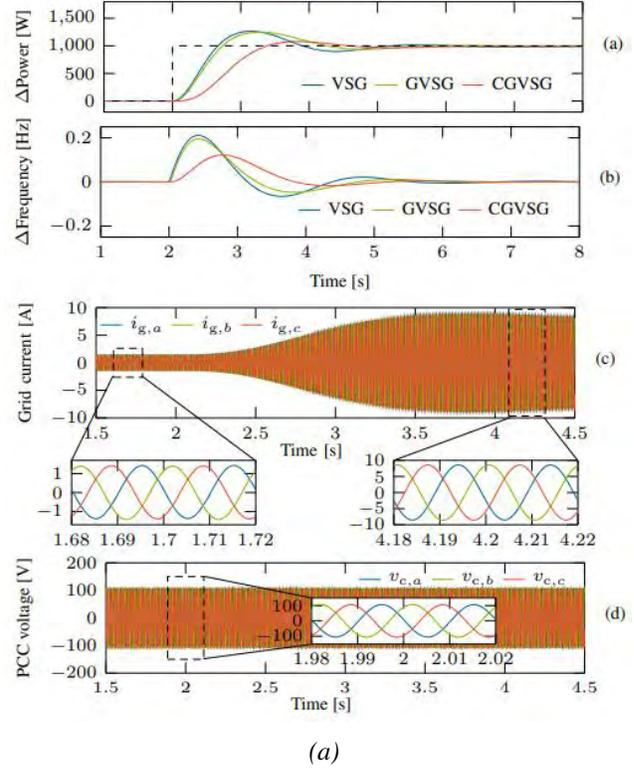 ΔPower [W]
1,500
1,000
500
0
VSG GVSG CGVSG
(a)
ΔFrequency [Hz]
0.2
0
−0.2
VSG GVSG CGVSG
(b)
1 2 3 4 5 6 7 8
Time [s]
Grid current [A]
10
5
0
−5
−10
i_g,a i_g,b i_g,c
(c)
1.5 2 2.5 3 3.5 4 4.5
Time [s]
1
0
−1
1.68 1.69 1.7 1.71 1.72
10
5
0
−5
−10
4.18 4.19 4.2 4.21 4.22
PCC voltage [V]
200
100
0
−100
−200
v_c,a v_c,b v_c,c
(d)
100
0
−100
1.98 1.99 2 2.01 2.02
1.5 2 2.5 3 3.5 4 4.5
Time [s]
(a)